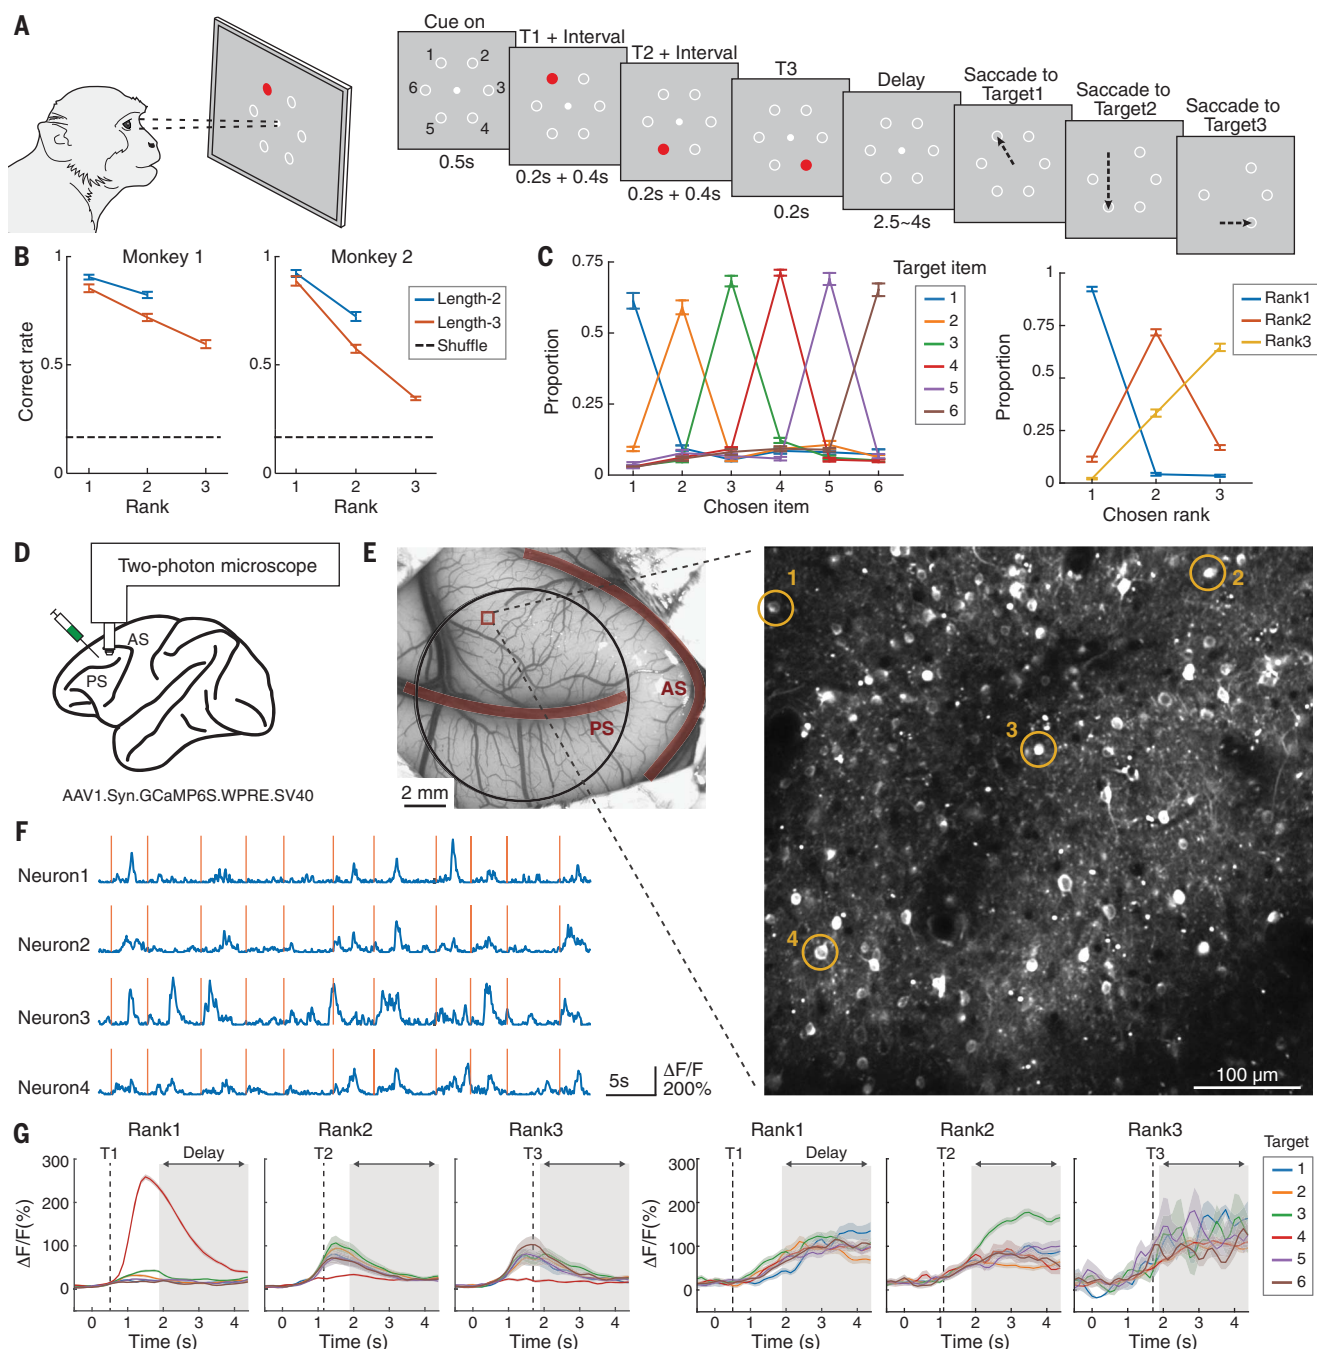 A
Cue on
T1 + Interval
T2 + Interval
T3
Delay
Saccade to
Target1
Saccade to
Target2
Saccade to
Target3
1 2
6 3
5 4
0.5s
0.2s + 0.4s
0.2s + 0.4s
0.2s
2.5~4s
B
Monkey 1
Monkey 2
Correct rate
1
0.5
0
1
0.5
0
1 2 3
1 2 3
Rank
Rank
Length-2
Length-3
Shuffle
C
Proportion
0.75
0.5
0.25
0
1 2 3 4 5 6
Chosen item
Target item
1
2
3
4
5
6
Proportion
1
0.75
0.5
0.25
0
1 2 3
Chosen rank
Rank1
Rank2
Rank3
D
Two-photon microscope
AS
PS
AAV1.Syn.GCaMP6S.WPRE.SV40
E
AS
PS
2 mm
1
2
3
4
100 µm
F
Neuron1
Neuron2
Neuron3
Neuron4
5s
ΔF/F
200%
G
Rank1
Rank2
Rank3
Rank1
Rank2
Rank3
Target
T1
Delay
T2
T3
T1
Delay
T2
T3
ΔF/F(%)
300
200
100
0
ΔF/F(%)
300
200
100
0
0 1 2 3 4
0 1 2 3 4
0 1 2 3 4
0 1 2 3 4
0 1 2 3 4
0 1 2 3 4
Time (s)
Time (s)
Time (s)
Time (s)
Time (s)
Time (s)
1
2
3
4
5
6